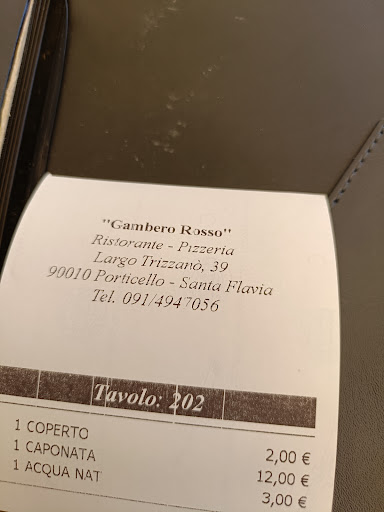 "Gambero Rosso"
Ristorante - Pizzeria
Largo Trizzanò, 39
90010 Porticello - Santa Flavia
Tel. 091/4947056
Tavolo: 202
1 COPERTO 2,00 €
1 CAPONATA 12,00 €
1 ACQUA NAT 3,00 €